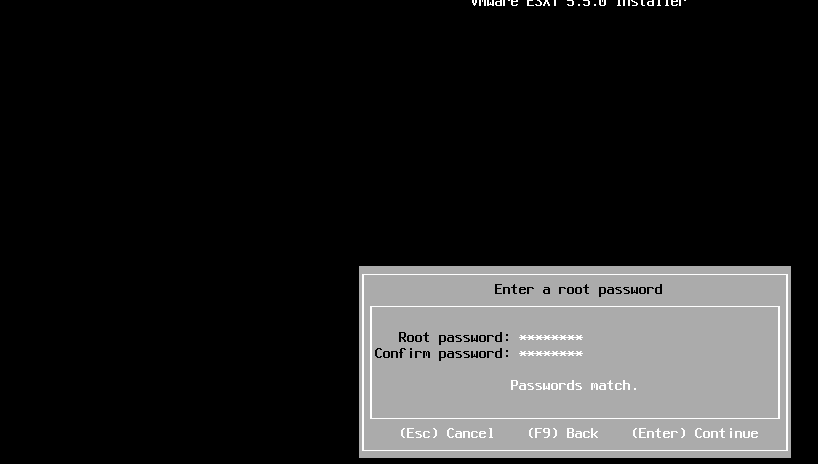 VMware ESXi 5.5.0 Installer
Enter a root password
Root password: ********
Confirm password: ********
Passwords match.
(Esc) Cancel (F9) Back (Enter) Continue